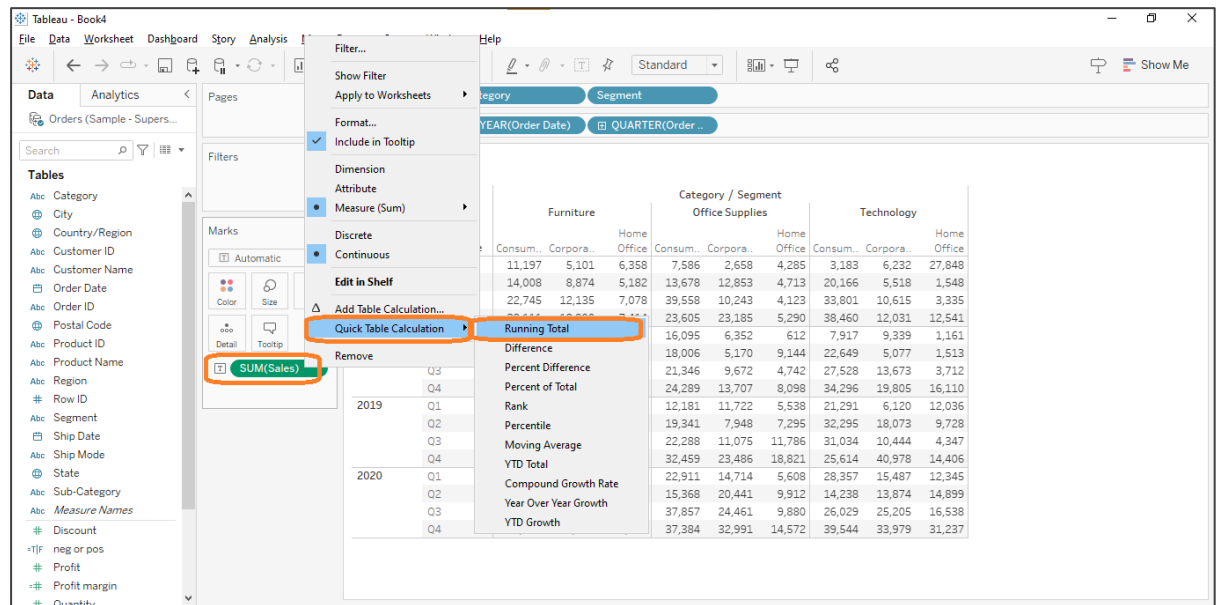 Tableau - Book4
File Data Worksheet Dashboard Story Analysis Help
Standard Show Me
Data Analytics
Orders (Sample - Supers...
Search
Tables
Abc Category
City
Country/Region
Abc Customer ID
Abc Customer Name
Order Date
Abc Order ID
Postal Code
Abc Product ID
Abc Product Name
Abc Region
# Row ID
Abc Segment
Ship Date
Abc Ship Mode
State
Abc Sub-Category
Abc Measure Names
# Discount
=T|F neg or pos
# Profit
=# Profit margin
# Quantity
Pages
Filters
Marks
Automatic
Color Size
Detail Tooltip
SUM(Sales)
Filter...
Show Filter
Apply to Worksheets
Format...
Include in Tooltip
Dimension
Attribute
Measure (Sum)
Discrete
Continuous
Edit in Shelf
Add Table Calculation...
Quick Table Calculation
Remove
Running Total
Difference
Percent Difference
Percent of Total
Rank
Percentile
Moving Average
YTD Total
Compound Growth Rate
Year Over Year Growth
YTD Growth
Segment
YEAR(Order Date) QUARTER(Order ..
Category / Segment
Furniture Office Supplies Technology
Home Home Home
Consum.. Corpora.. Office Consum.. Corpora.. Office Consum.. Corpora.. Office
11,197 5,101 6,358 7,586 2,658 4,285 3,183 6,232 27,848
14,008 8,874 5,182 13,678 12,853 4,713 20,166 5,518 1,548
22,745 12,135 7,078 39,558 10,243 4,123 33,801 10,615 3,335
23,605 23,185 5,290 38,460 12,031 12,541
16,095 6,352 612 7,917 9,339 1,161
18,006 5,170 9,144 22,649 5,077 1,513
Q3 21,346 9,672 4,742 27,528 13,673 3,712
Q4 24,289 13,707 8,098 34,296 19,805 16,110
2019 Q1 12,181 11,722 5,538 21,291 6,120 12,036
Q2 19,341 7,948 7,295 32,295 18,073 9,728
Q3 22,288 11,075 11,786 31,034 10,444 4,347
Q4 32,459 23,486 18,821 25,614 40,978 14,406
2020 Q1 22,911 14,714 5,608 28,357 15,487 12,345
Q2 15,368 20,441 9,912 14,238 13,874 14,899
Q3 37,857 24,461 9,880 26,029 25,205 16,538
Q4 37,384 32,991 14,572 39,544 33,979 31,237